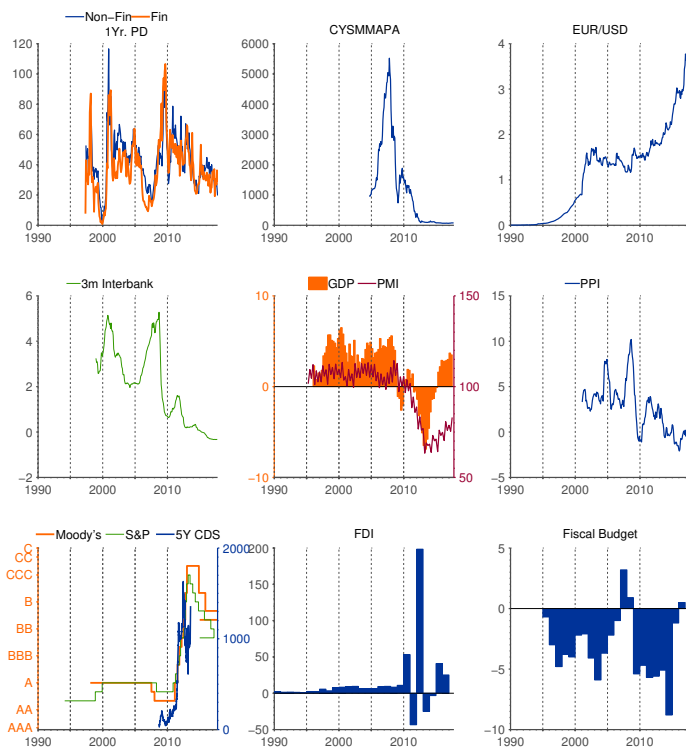 Non−Fin Fin
1Yr. PD
120
100
80
60
40
20
0
1990 2000 2010
CYSMMAPA
6000
5000
4000
3000
2000
1000
0
1990 2000 2010
EUR/USD
4
3
2
1
0
1990 2000 2010
3m Interbank
6
4
2
0
−2
1990 2000 2010
GDP PMI
10
0
−10
150
100
50
1990 2000 2010
PPI
15
10
5
0
−5
1990 2000 2010
Moody's S&P 5Y CDS
C
CC
CCC
B
BB
BBB
A
AA
AAA
2000
1000
0
1990 2000 2010
FDI
200
150
100
50
0
−50
1990 2000 2010
Fiscal Budget
5
0
−5
−10
1990 2000 2010